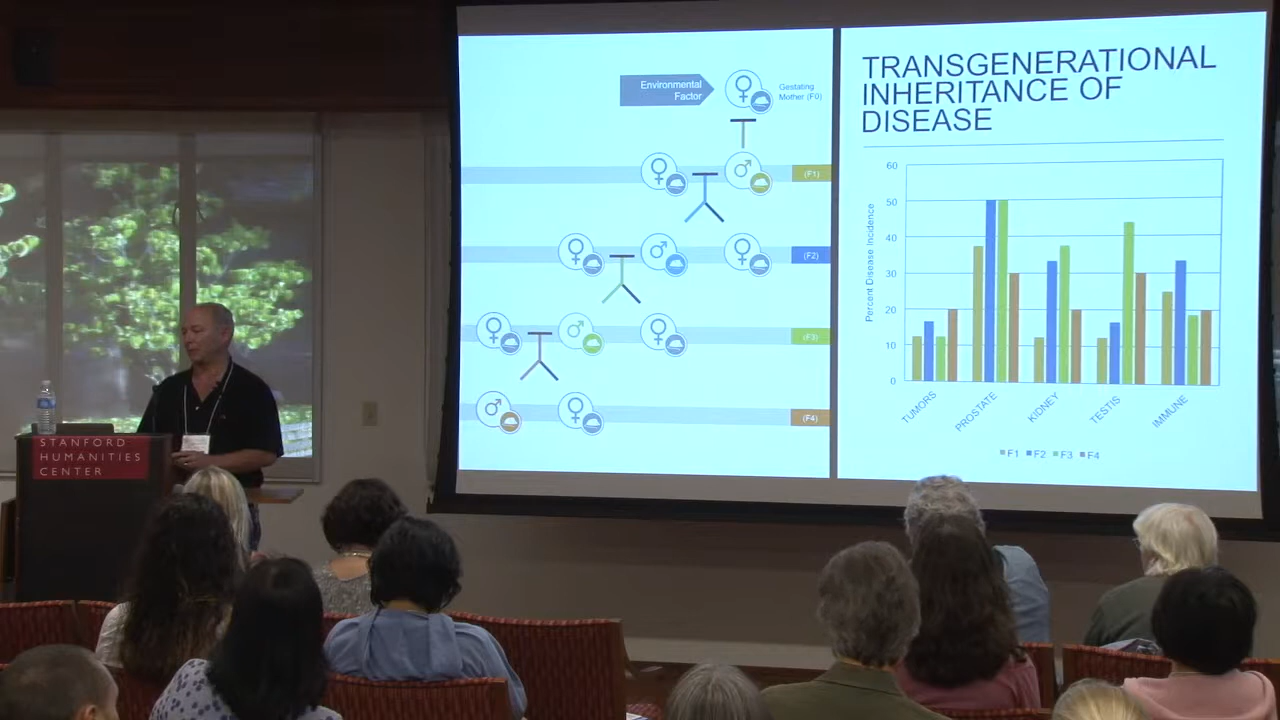 Environmental
Factor
Gestating
Mother (F0)
(F1)
(F2)
(F3)
(F4)
TRANSGENERATIONAL
INHERITANCE OF
DISEASE
60
50
40
30
20
10
0
Percent Disease Incidence
TUMORS
PROSTATE
KIDNEY
TESTIS
IMMUNE
F1 F2 F3 F4
STANFORD
HUMANITIES
CENTER